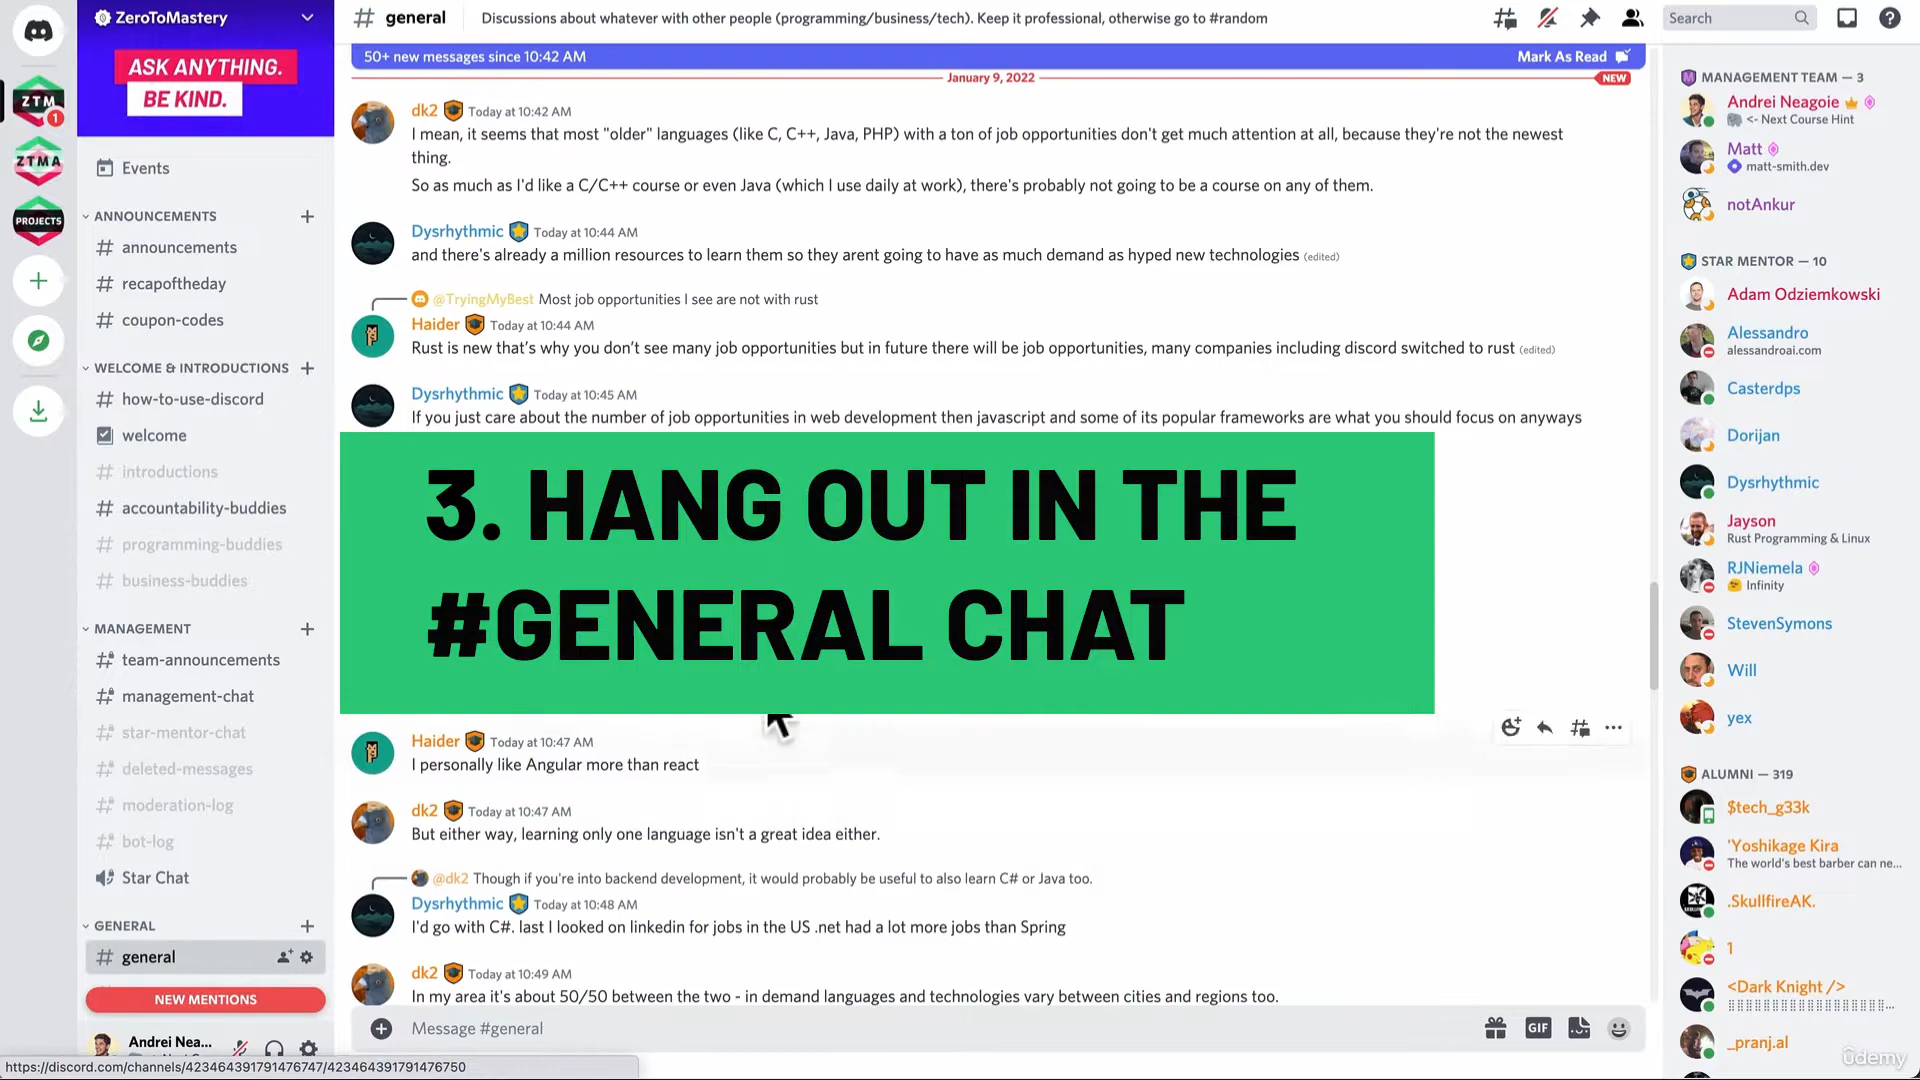 ZeroToMastery
ASK ANYTHING.
BE KIND.
ZTM
1
ZTMA
PROJECTS
Events
ANNOUNCEMENTS
announcements
recapoftheday
coupon-codes
WELCOME & INTRODUCTIONS
how-to-use-discord
welcome
introductions
accountability-buddies
programming-buddies
business-buddies
MANAGEMENT
team-announcements
management-chat
star-mentor-chat
deleted-messages
moderation-log
bot-log
Star Chat
GENERAL
general
NEW MENTIONS
Andrei Nea...
https://discord.com/channels/423464391791476747/423464391791476750
# general
Discussions about whatever with other people (programming/business/tech). Keep it professional, otherwise go to #random
Search
50+ new messages since 10:42 AM
Mark As Read
January 9, 2022
NEW
dk2 Today at 10:42 AM
I mean, it seems that most "older" languages (like C, C++, Java, PHP) with a ton of job opportunities don't get much attention at all, because they're not the newest
thing.
So as much as I'd like a C/C++ course or even Java (which I use daily at work), there's probably not going to be a course on any of them.
Dysrhythmic Today at 10:44 AM
and there's already a million resources to learn them so they arent going to have as much demand as hyped new technologies (edited)
@TryingMyBest Most job opportunities I see are not with rust
Haider Today at 10:44 AM
Rust is new that's why you don't see many job opportunities but in future there will be job opportunities, many companies including discord switched to rust (edited)
Dysrhythmic Today at 10:45 AM
If you just care about the number of job opportunities in web development then javascript and some of its popular frameworks are what you should focus on anyways
3. HANG OUT IN THE
#GENERAL CHAT
Haider Today at 10:47 AM
I personally like Angular more than react
dk2 Today at 10:47 AM
But either way, learning only one language isn't a great idea either.
@dk2 Though if you're into backend development, it would probably be useful to also learn C# or Java too.
Dysrhythmic Today at 10:48 AM
I'd go with C#. last I looked on linkedin for jobs in the US .net had a lot more jobs than Spring
dk2 Today at 10:49 AM
In my area it's about 50/50 between the two - in demand languages and technologies vary between cities and regions too.
Message #general
GIF
MANAGEMENT TEAM — 3
Andrei Neagoie
<- Next Course Hint
Matt
matt-smith.dev
notAnkur
STAR MENTOR — 10
Adam Odziemkowski
Alessandro
alessandroai.com
Casterdps
Dorijan
Dysrhythmic
Jayson
Rust Programming & Linux
RJNiemela
Infinity
StevenSymons
Will
yex
ALUMNI — 319
$tech_g33k
'Yoshikage Kira
The world's best barber can ne...
.SkullfireAK.
1
<Dark Knight />
_pranj.al
ûdemy